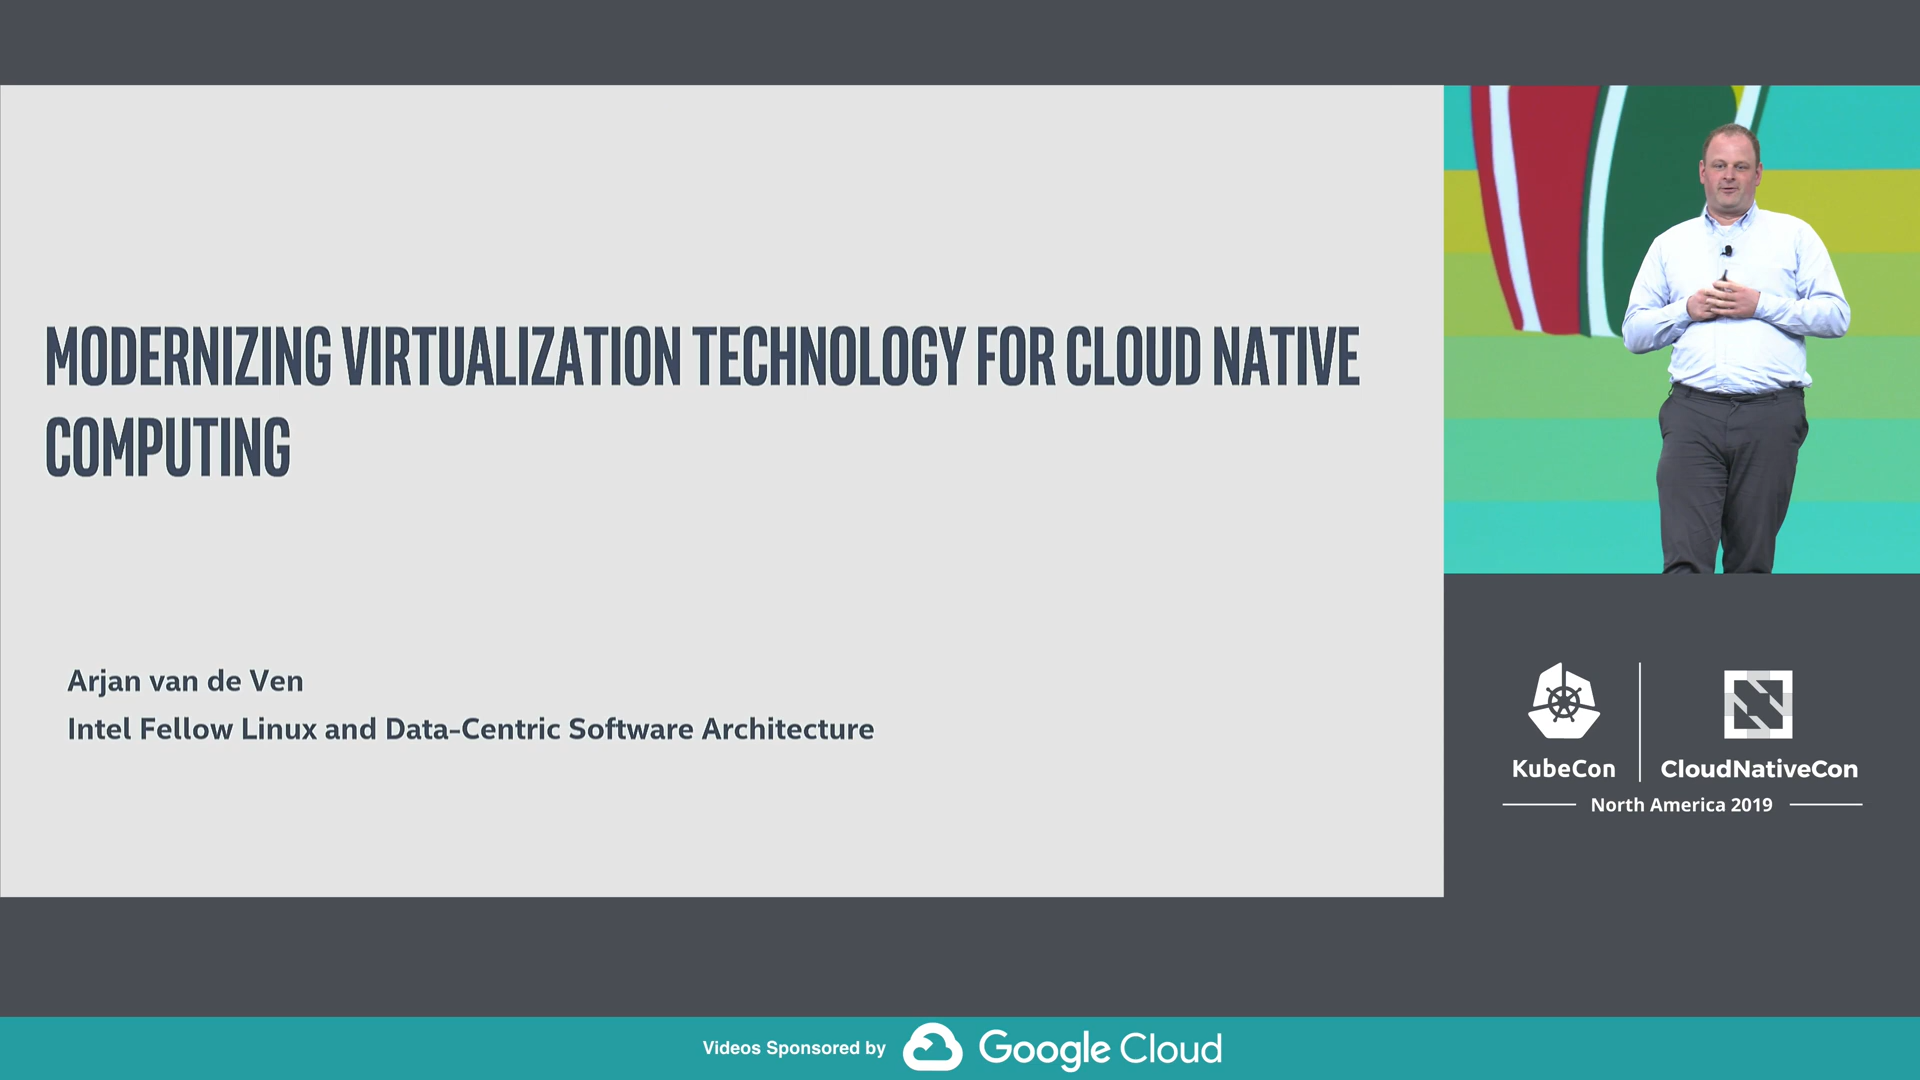 MODERNIZING VIRTUALIZATION TECHNOLOGY FOR CLOUD NATIVE
COMPUTING
Arjan van de Ven
Intel Fellow Linux and Data-Centric Software Architecture
KubeCon
CloudNativeCon
North America 2019
Videos Sponsored by
Google Cloud